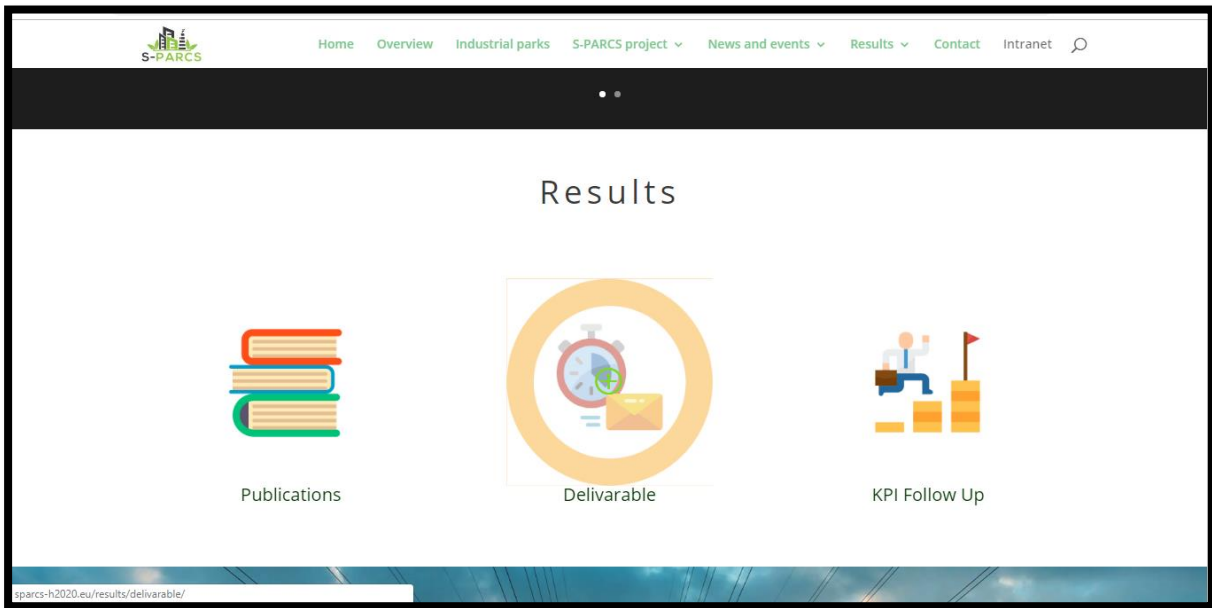 S-PARCS
Home Overview Industrial parks S-PARCS project News and events Results Contact Intranet
Results
Publications Delivarable KPI Follow Up
sparcs-h2020.eu/results/delivarable/